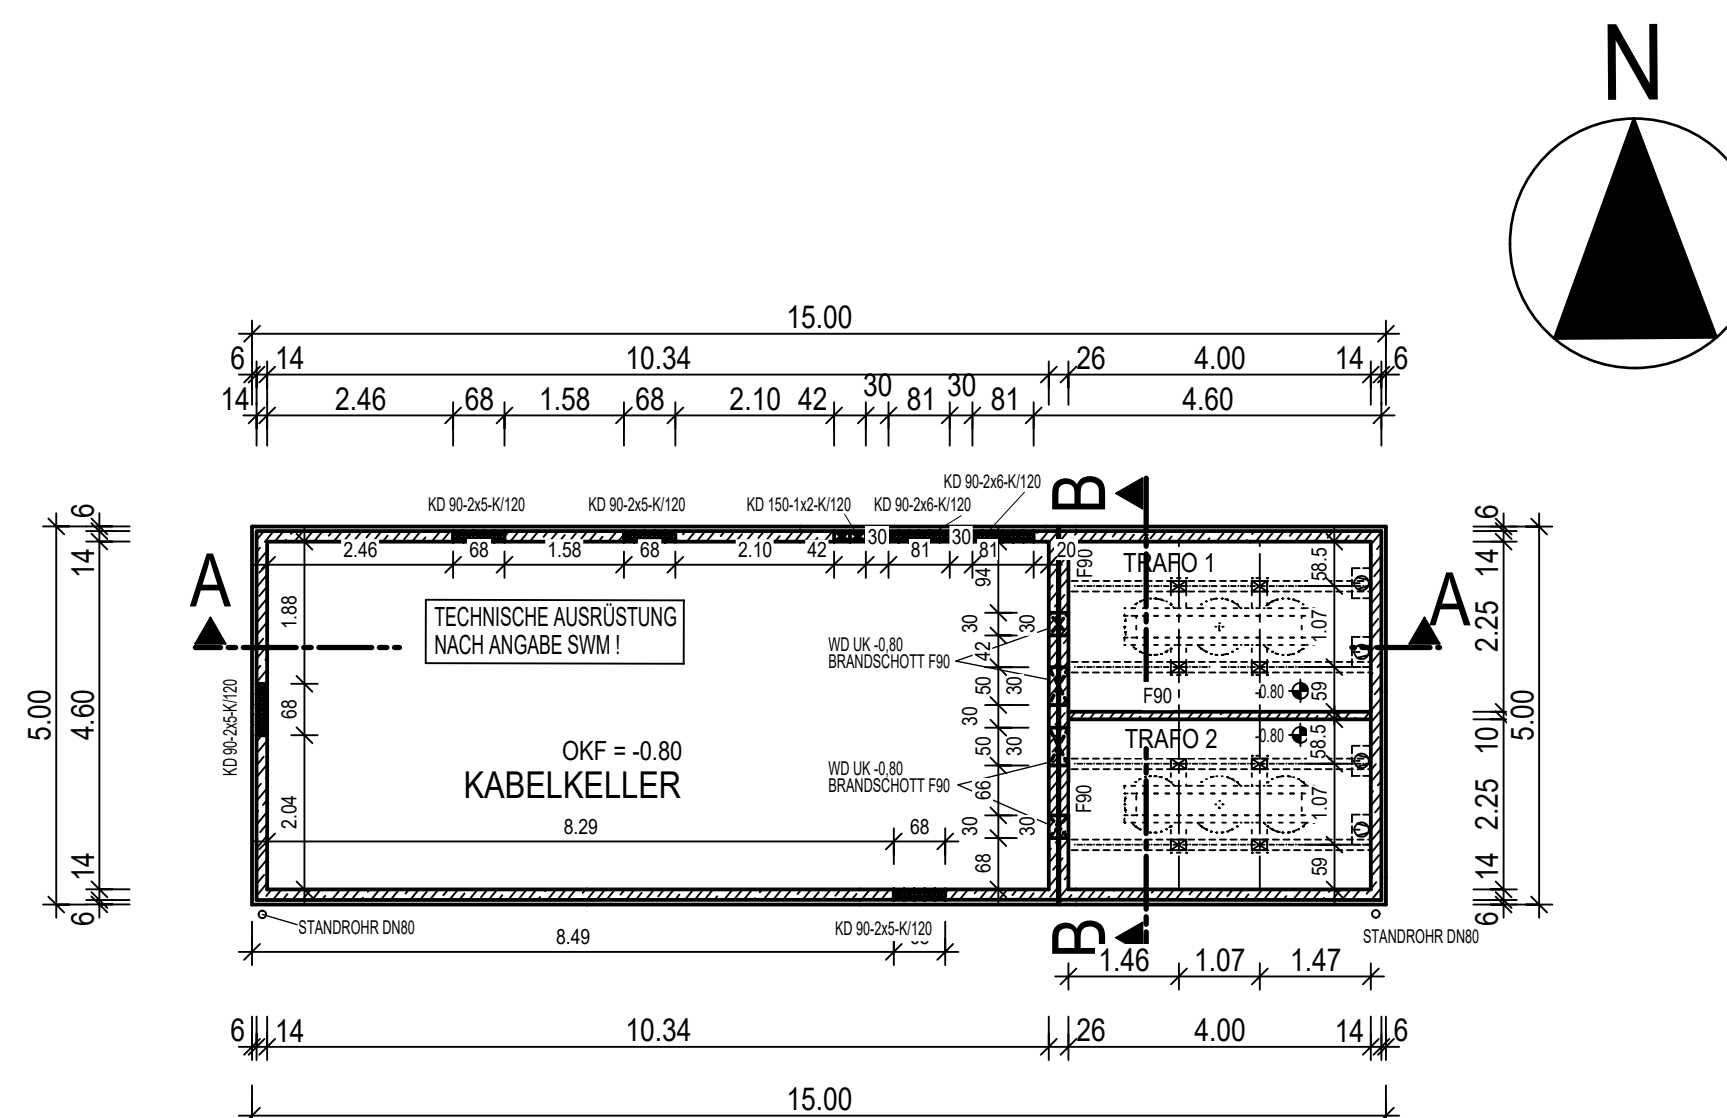 N
15.00
6 14 10.34 26 4.00 14 6
30 30
14 2.46 68 1.58 68 2.10 42 81 81 4.60
KD 90-2x6-K/120
KD 90-2x5-K/120 KD 90-2x5-K/120 KD 150-1x2-K/120 KD 90-2x6-K/120
B
2.46 68 1.58 68 2.10 42 30 81 30 81 20
A
A
TECHNISCHE AUSRÜSTUNG
NACH ANGABE SWM !
1.88
68
2.04
KD 90-2x5-K/120
94
30
42
50
30
50
66
30
68
30
30
30
30
WD UK -0,80
BRANDSCHOTT F90
WD UK -0,80
BRANDSCHOTT F90
OKF = -0.80
KABELKELLER
8.29 68
F90
TRAFO 1
58.5
1.07
59
F90
-0.80
TRAFO 2
-0.80
58.5
F90
1.07
59
6
14
5.00
4.60
14
6
6
14
2.25
10
5.00
2.25
14
6
STANDROHR DN80
8.49
KD 90-2x5-K/120
B
STANDROHR DN80
1.46 1.07 1.47
6 14 10.34 26 4.00 14 6
15.00